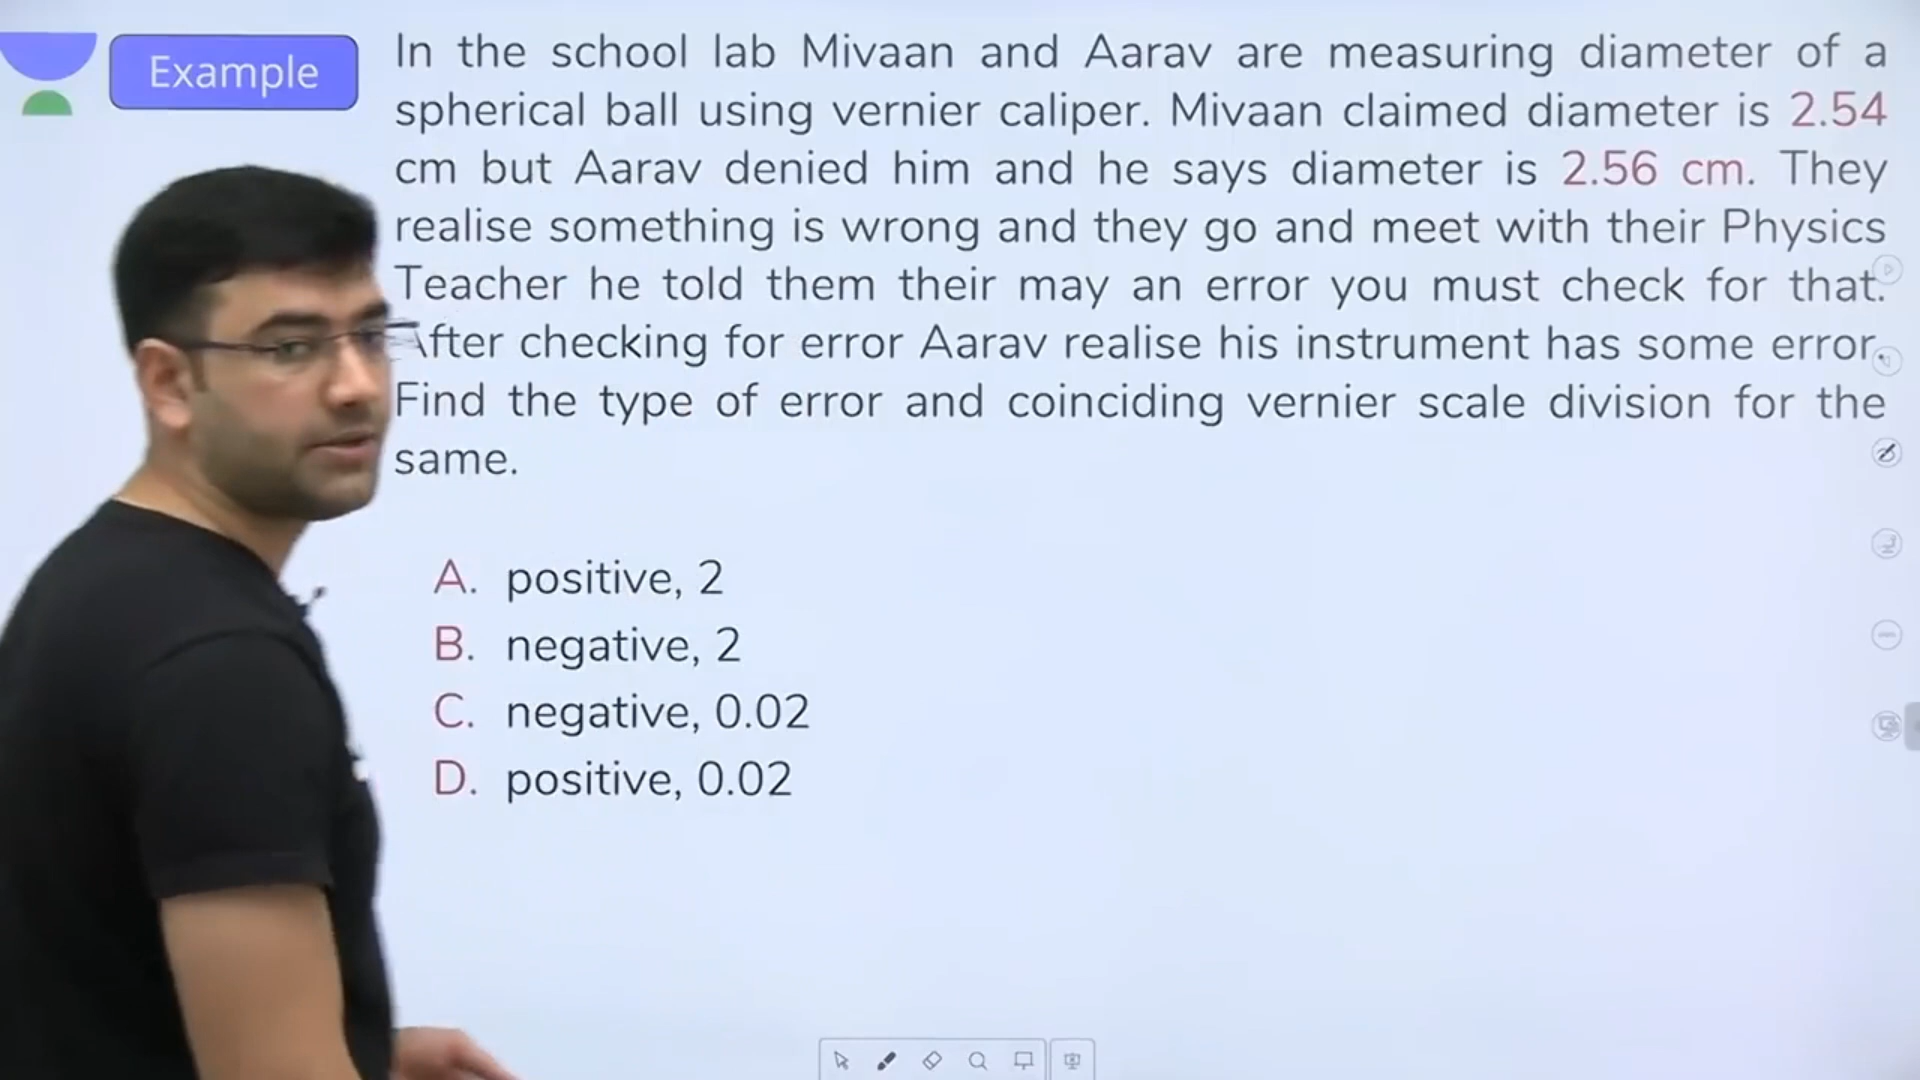 Example
In the school lab Mivaan and Aarav are measuring diameter of a
spherical ball using vernier caliper. Mivaan claimed diameter is 2.54
cm but Aarav denied him and he says diameter is 2.56 cm. They
realise something is wrong and they go and meet with their Physics
Teacher he told them their may an error you must check for that.
After checking for error Aarav realise his instrument has some error.
Find the type of error and coinciding vernier scale division for the
same.
A. positive, 2
B. negative, 2
C. negative, 0.02
D. positive, 0.02